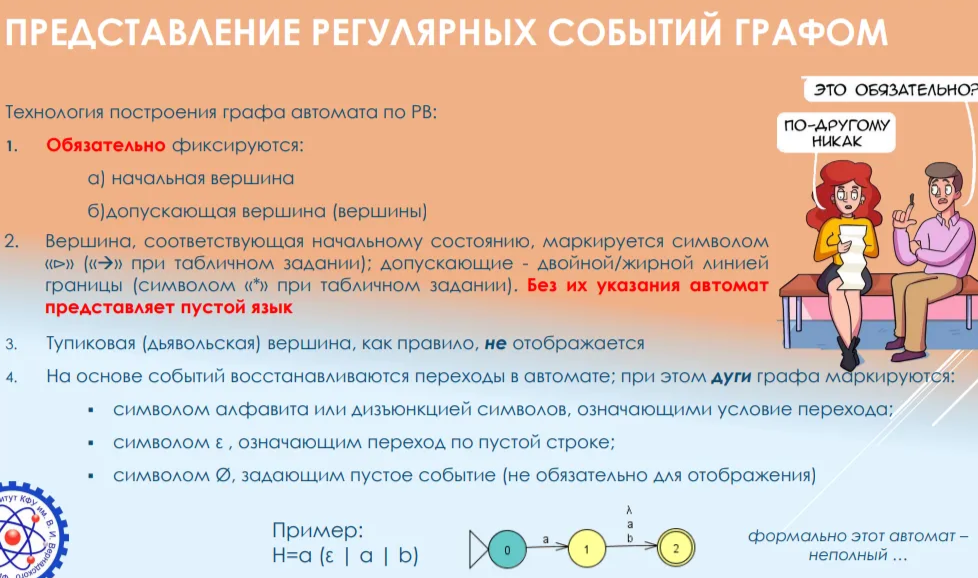 ПРЕДСТАВЛЕНИЕ РЕГУЛЯРНЫХ СОБЫТИЙ ГРАФОМ
ЭТО ОБЯЗАТЕЛЬНО?
ПО-ДРУГОМУ
НИКАК
Технология построения графа автомата по РВ:
1. Обязательно фиксируются:
а) начальная вершина
б)допускающая вершина (вершины)
2. Вершина, соответствующая начальному состоянию, маркируется символом
«⊳» («→» при табличном задании); допускающие - двойной/жирной линией
границы (символом «*» при табличном задании). Без их указания автомат
представляет пустой язык
3. Тупиковая (дьявольская) вершина, как правило, не отображается
4. На основе событий восстанавливаются переходы в автомате; при этом дуги графа маркируются:
▪ символом алфавита или дизъюнкцией символов, означающими условие перехода;
▪ символом ε , означающим переход по пустой строке;
▪ символом Ø, задающим пустое событие (не обязательно для отображения)
Пример:
H=a (ε | a | b)
0
a
1
λ
a
b
2
формально этот автомат –
неполный ...
КФУ им. В. И.